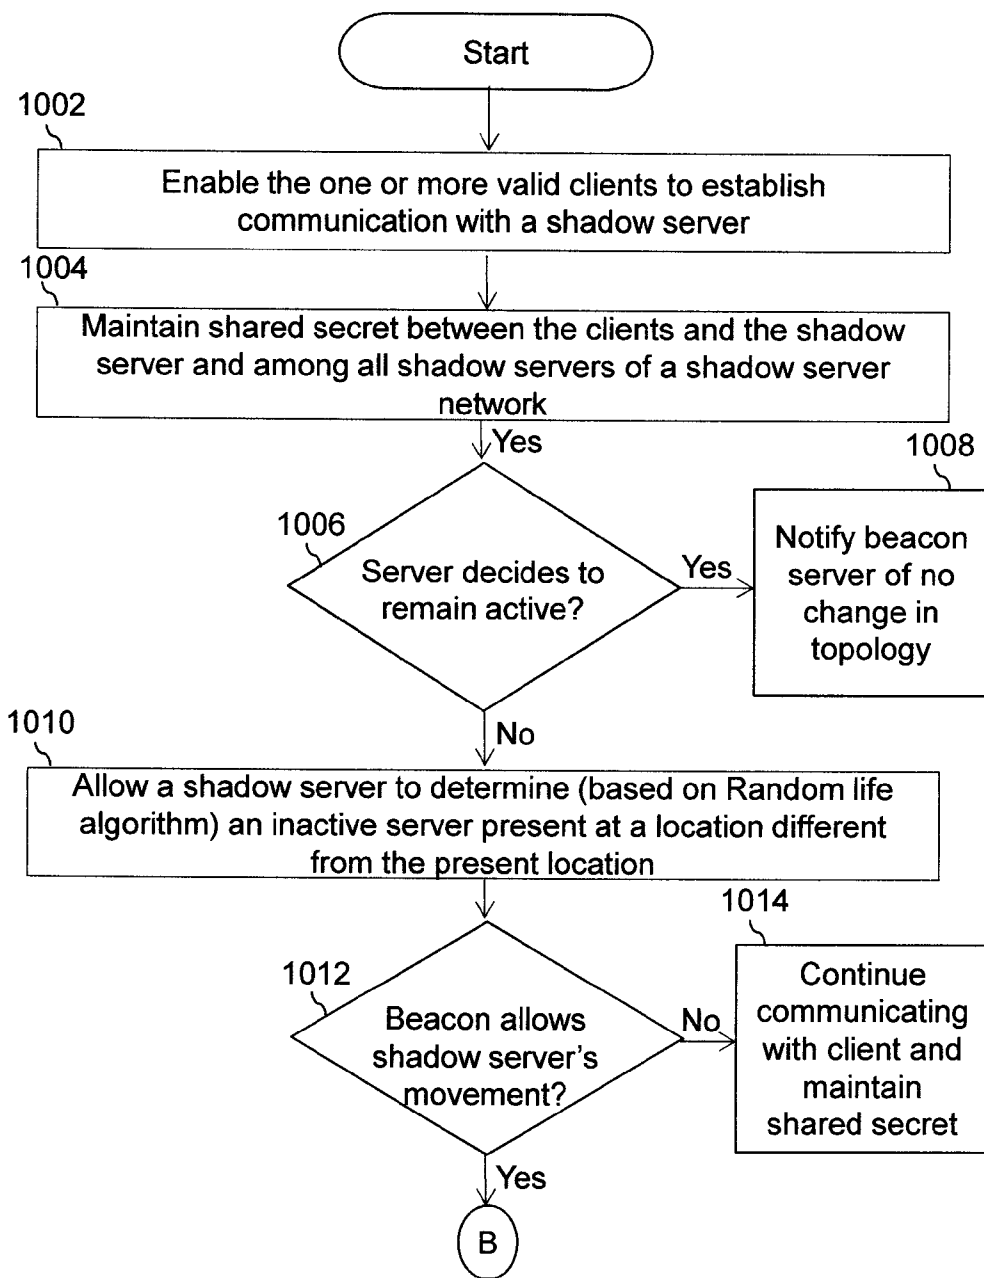 Start
1002
Enable the one or more valid clients to establish
communication with a shadow server
1004
Maintain shared secret between the clients and the shadow
server and among all shadow servers of a shadow server
network
Yes
1008
1006
Server decides to
remain active?
Yes
Notify beacon
server of no
change in
topology
No
1010
Allow a shadow server to determine (based on Random life
algorithm) an inactive server present at a location different
from the present location
1014
1012
Beacon allows
shadow server's
movement?
No
Continue
communicating
with client and
maintain
shared secret
Yes
B